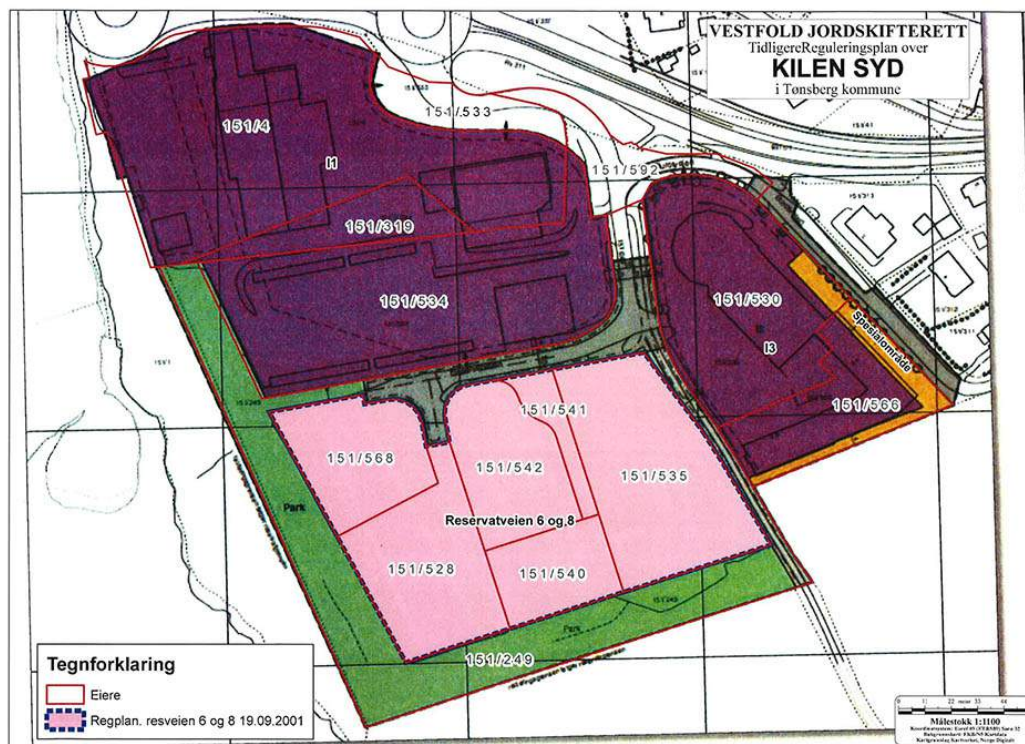 VESTFOLD JORDSKIFTERETT
TidligereReguleringsplan over
KILEN SYD
i Tønsberg kommune
151/533
151/4
I1
151/592
151/319
151/534
151/530
I3
Spesialområde
151/566
151/541
151/568
151/542
151/535
Park
Reservatveien 6 og 8
151/528
151/540
Park
151/249
Tegnforklaring
Eiere
Regplan. resveien 6 og 8 19.09.2001
Målestokk 1:1100